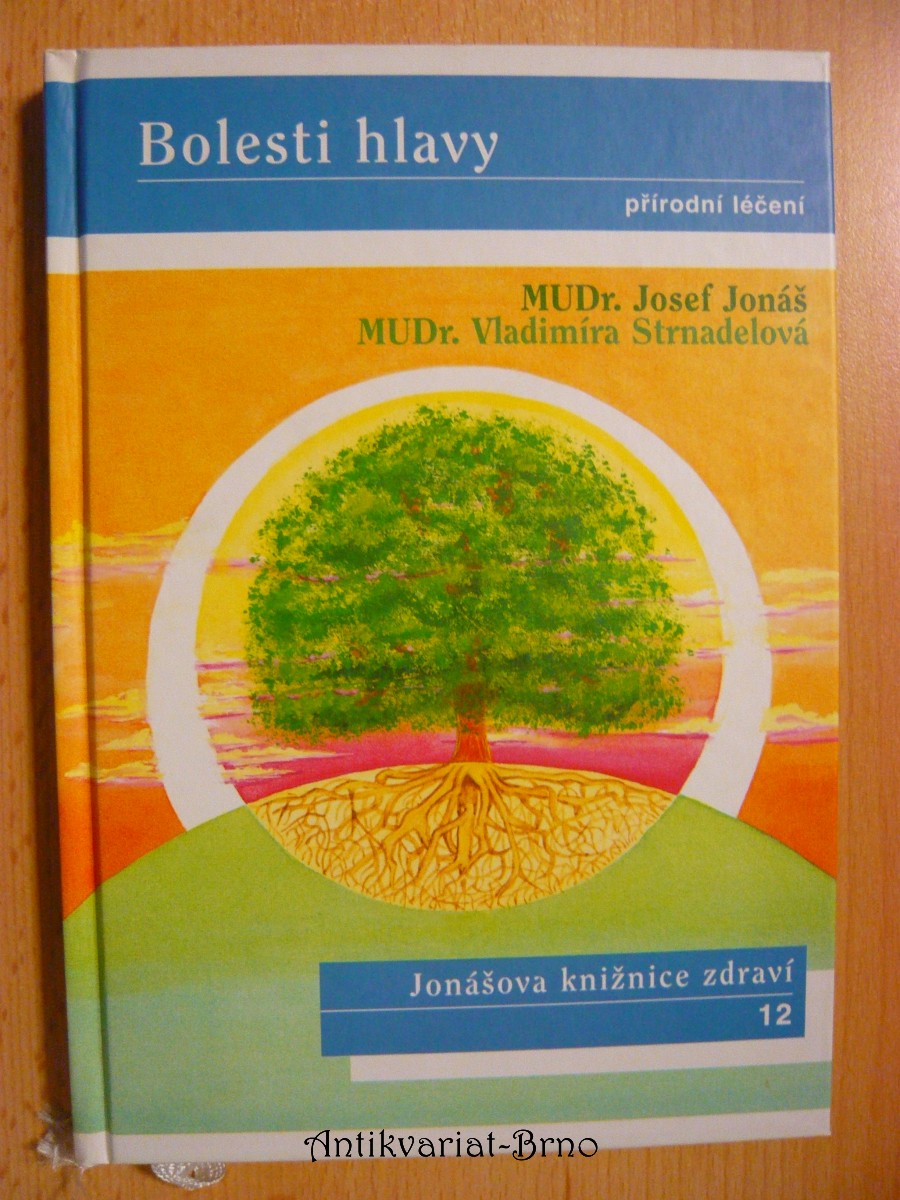 Bolesti hlavy
přírodní léčení
MUDr. Josef Jonáš
MUDr. Vladimíra Strnadelová
Jonášova knižnice zdraví
12
Antikvariat-Brno